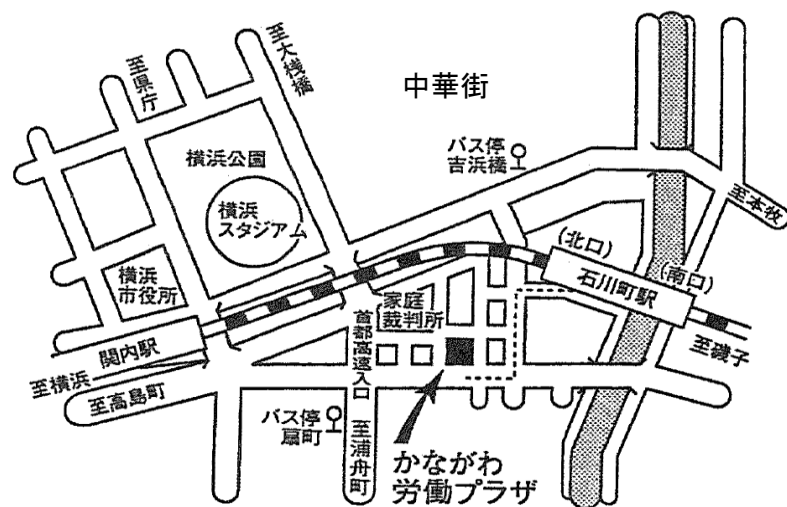 至県庁
至大桟橋
中華街
バス停
吉浜橋
横浜公園
横浜
スタジアム
至本牧
(北口)
石川町駅
(南口)
横浜
市役所
家庭
裁判所
首都高速入口
関内駅
至磯子
至横浜
至高島町
バス停
扇町
至浦舟町
かながわ
労働プラザ